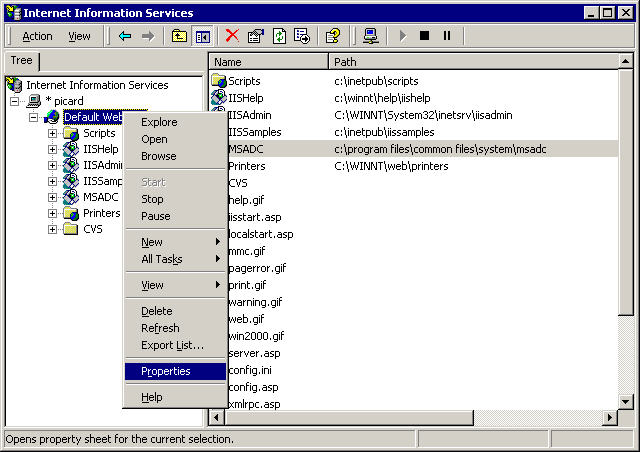 Internet Information Services
Action View
Tree
Internet Information Services
* picard
Default Web
Scripts
IISHelp
IISAdmi
IISSamp
MSADC
Printers
CVS
Explore
Open
Browse
Start
Stop
Pause
New
All Tasks
View
Delete
Refresh
Export List...
Properties
Help
Name Path
Scripts c:\inetpub\scripts
IISHelp c:\winnt\help\iishelp
IISAdmin C:\WINNT\System32\inetsrv\iisadmin
IISSamples c:\inetpub\iissamples
MSADC c:\program files\common files\system\msadc
Printers C:\WINNT\web\printers
CVS
help.gif
iisstart.asp
localstart.asp
mmc.gif
pagerror.gif
print.gif
warning.gif
web.gif
win2000.gif
server.asp
config.ini
config.asp
xmlrpc.asp
Opens property sheet for the current selection.